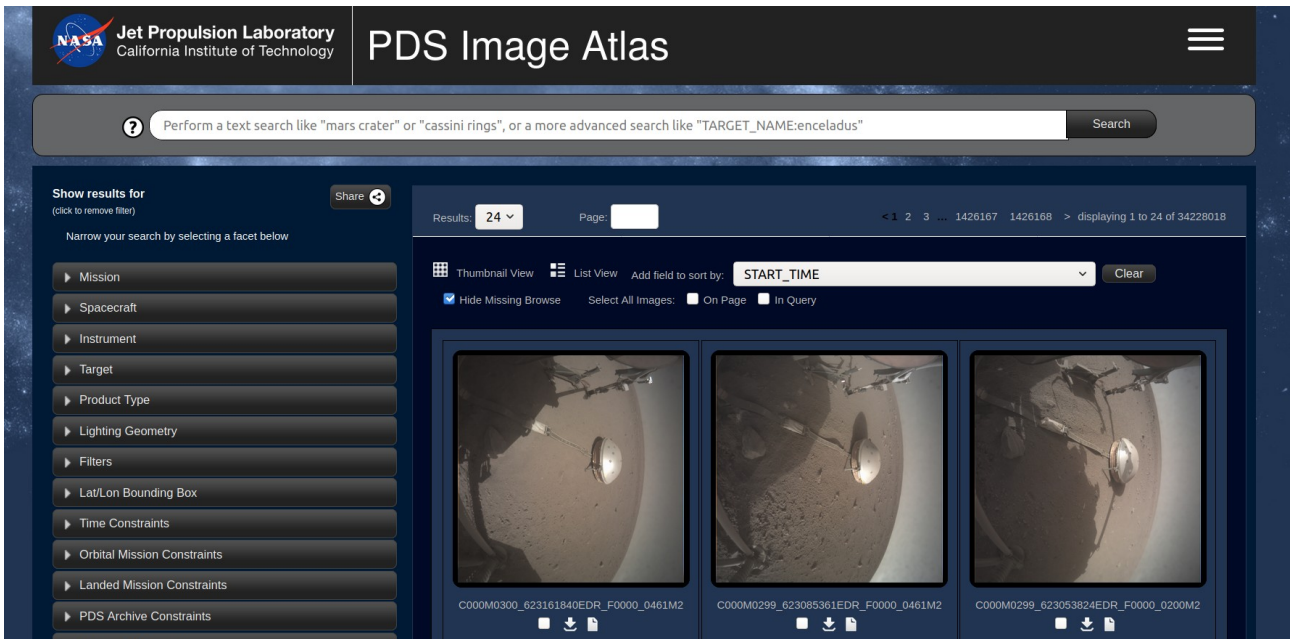 NASA
Jet Propulsion Laboratory
California Institute of Technology
PDS Image Atlas
?
Perform a text search like "mars crater" or "cassini rings", or a more advanced search like "TARGET_NAME:enceladus"
Search
Show results for
(click to remove filter)
Share
Narrow your search by selecting a facet below
Mission
Spacecraft
Instrument
Target
Product Type
Lighting Geometry
Filters
Lat/Lon Bounding Box
Time Constraints
Orbital Mission Constraints
Landed Mission Constraints
PDS Archive Constraints
Results: 24 Page: < 1 2 3 ... 1426167 1426168 > displaying 1 to 24 of 34228018
Thumbnail View List View Add field to sort by: START_TIME Clear
Hide Missing Browse Select All Images: On Page In Query
C000M0300_623161840EDR_F0000_0461M2 C000M0299_623085361EDR_F0000_0461M2 C000M0299_623053824EDR_F0000_0200M2